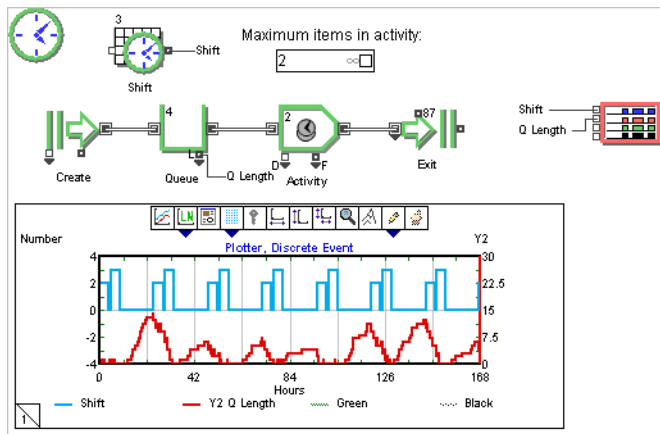 3
Maximum items in activity:
Shift
2
Shift
4
2
87
Shift
Q Length
L
D
F
Create
Queue
Q Length
Activity
Exit
LN
Number
Plotter, Discrete Event
Y2
4
30
2
22.5
0
15
-2
7.5
-4
0
0
42
84
126
168
Hours
Shift
Y2 Q Length
Green
Black
1